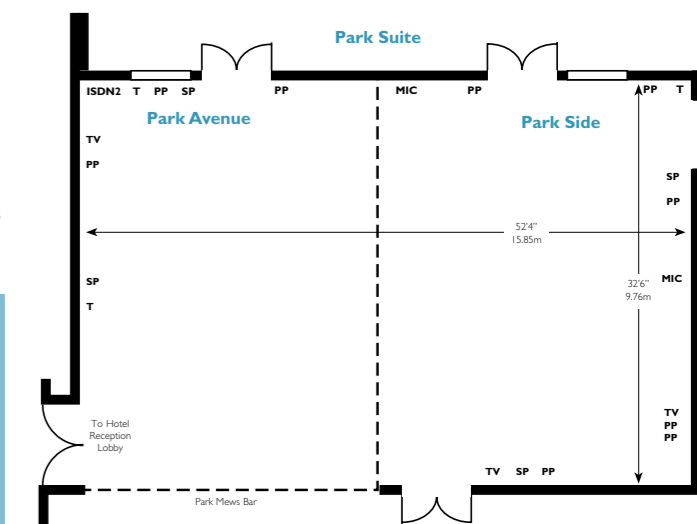 Park Suite
ISDN2 T PP SP PP MIC PP PP T
Park Avenue Park Side
TV
PP
SP
PP
52'4"
15.85m
SP
T
MIC
32'6"
9.76m
To Hotel
Reception
Lobby
TV
PP
PP
TV SP PP
Park Mews Bar